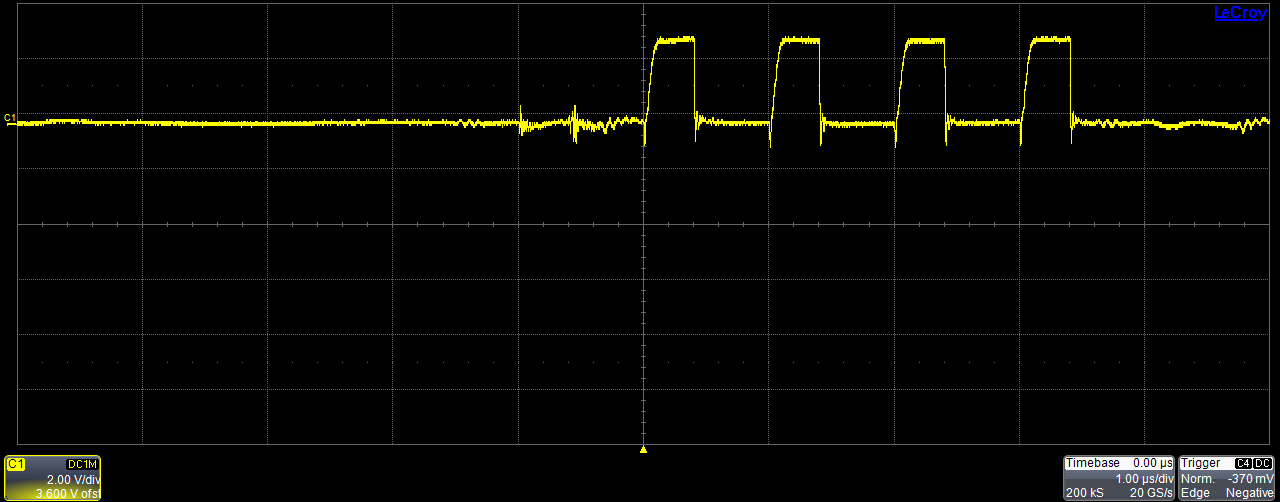 LeCroy
C1
C1 DC1M
2.00 V/div
3.600 V ofst
Timebase 0.00 µs
1.00 µs/div
200 kS 20 GS/s
Trigger C4 DC
Norm. -370 mV
Edge Negative